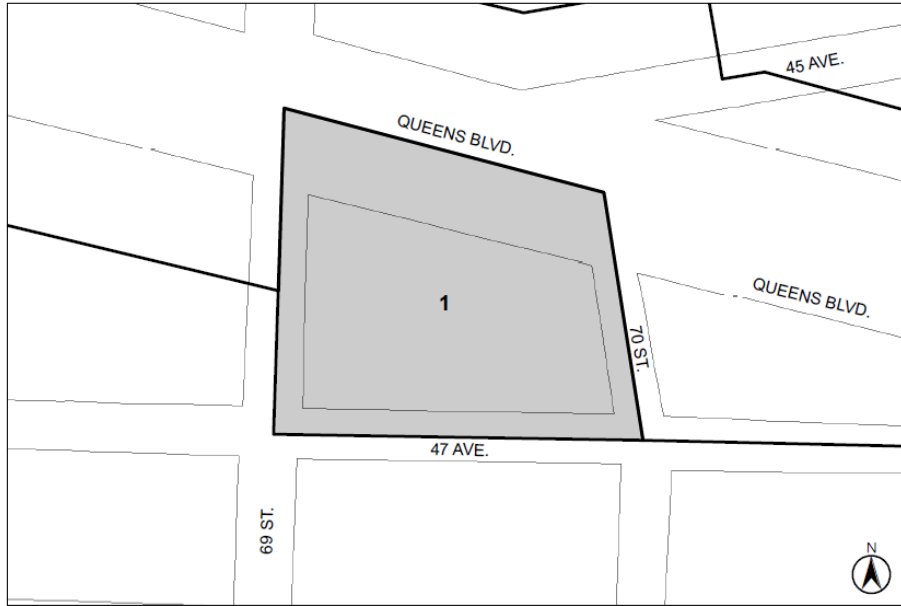 45 AVE.
QUEENS BLVD.
QUEENS BLVD.
1
70 ST.
47 AVE.
69 ST.
N